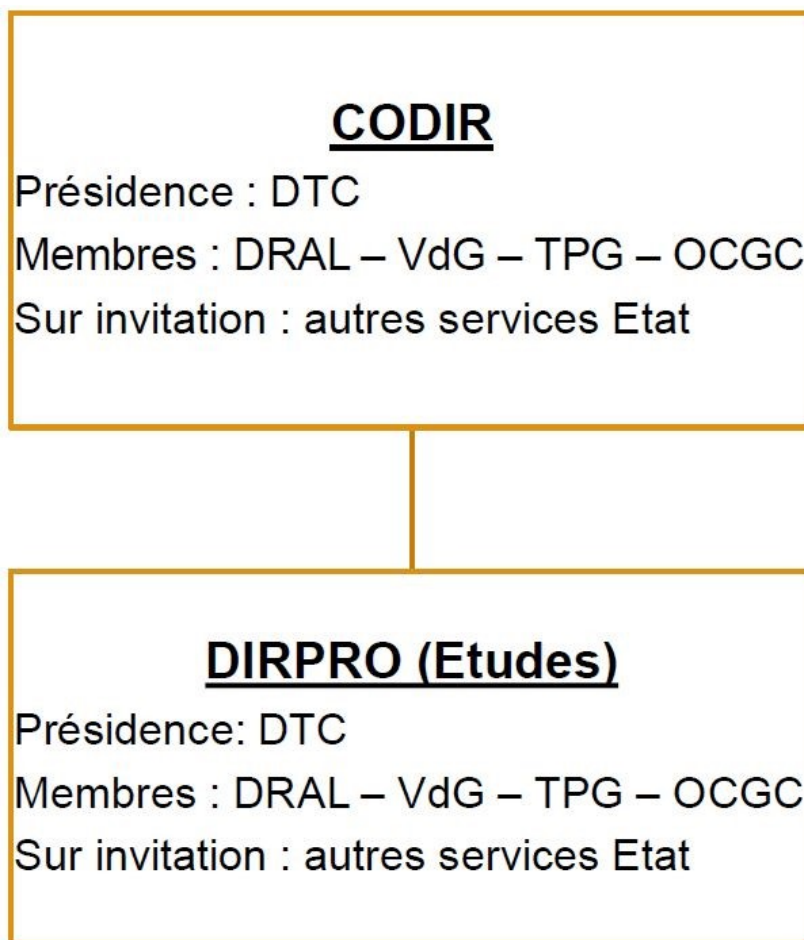 CODIR
Présidence : DTC
Membres : DRAL – VdG – TPG – OCGC
Sur invitation : autres services Etat
DIRPRO (Etudes)
Présidence: DTC
Membres : DRAL – VdG – TPG – OCGC
Sur invitation : autres services Etat